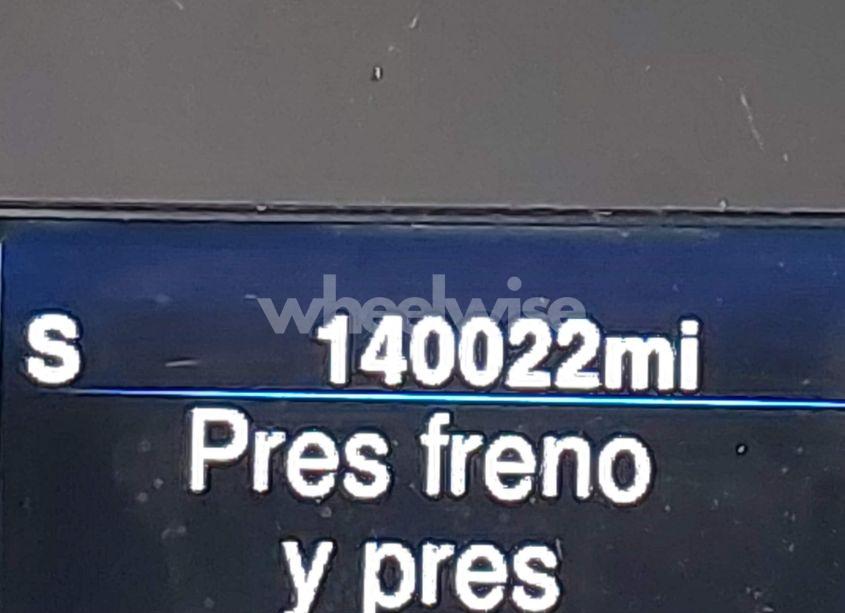 wheelwise
S 140022mi
Pres freno
y pres